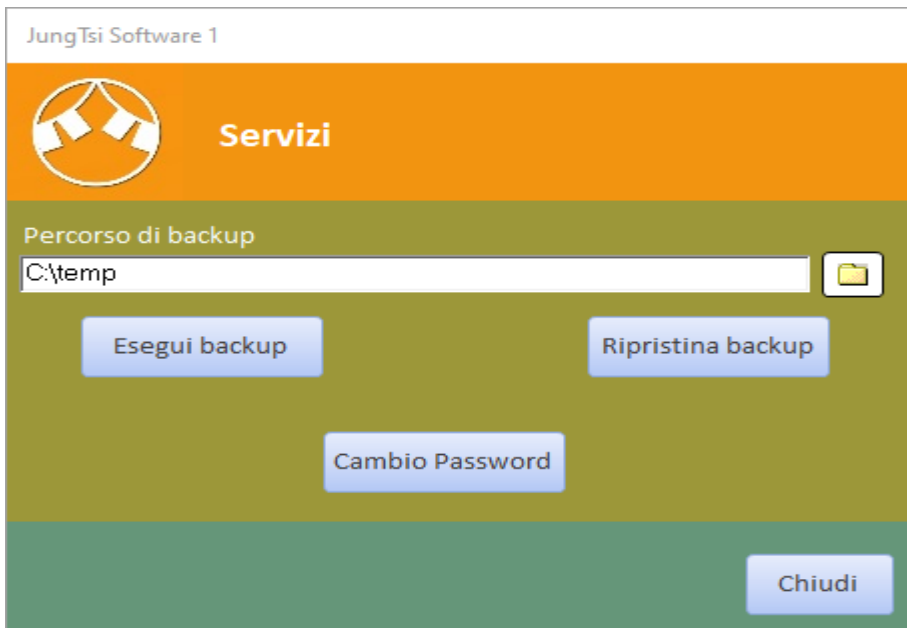 JungTsi Software 1
Servizi
Percorso di backup
C:\temp
Esegui backup
Ripristina backup
Cambio Password
Chiudi